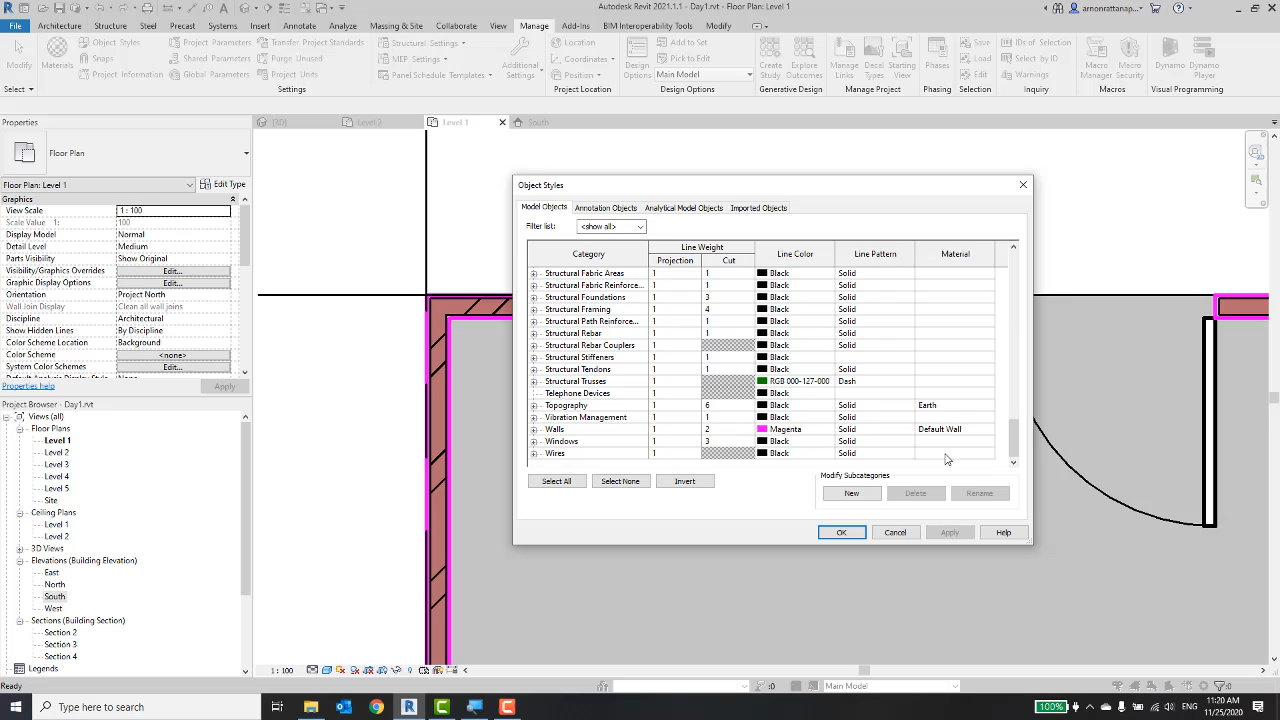 Autodesk Revit 2021.1.1 - Day1.rvt - Floor Plan: Level 1
arnonrattanap...
File Architecture Structure Steel Precast Systems Insert Annotate Analyze Massing & Site Collaborate View Manage Add-Ins BIM Interoperability Tools Modify
Modify
Materials
Object Styles
Snaps
Project Information
Project Parameters
Shared Parameters
Global Parameters
Transfer Project Standards
Purge Unused
Project Units
Structural Settings
MEP Settings
Panel Schedule Templates
Additional Settings
Location
Coordinates
Position
Design Options
Add to Set
Pick to Edit
Main Model
Create Study
Explore Outcomes
Manage Links
Decal Types
Starting View
Phases
Save
Load
Edit
IDs of Selection
Select by ID
Warnings
Macro Manager
Macro Security
Dynamo
Dynamo Player
Select
Settings
Project Location
Design Options
Generative Design
Manage Project
Phasing
Selection
Inquiry
Macros
Visual Programming
Properties
{3D}
Level 2
Level 1
South
Floor Plan
Floor Plan: Level 1
Edit Type
Graphics
View Scale 1 : 100
Scale Value 1: 100
Display Model Normal
Detail Level Medium
Parts Visibility Show Original
Visibility/Graphics Overrides Edit...
Graphic Display Options Edit...
Orientation Project North
Wall Join Display Clean all wall joins
Discipline Architectural
Show Hidden Lines By Discipline
Color Scheme Location Background
Color Scheme <none>
System Color Schemes Edit...
Properties help
Apply
Project Browser - Day1.rvt
Views (all)
Floor Plans
Level 1
Level 2
Level 3
Level 4
Level 5
Site
Ceiling Plans
Level 1
Level 2
3D Views
Elevations (Building Elevation)
East
North
South
West
Sections (Building Section)
Section 2
Section 3
Section 4
Legends
Object Styles
Model Objects Annotation Objects Analytical Model Objects Imported Objects
Filter list: <show all>
Category Line Weight Line Color Line Pattern Material
Projection Cut
Structural Fabric Areas 1 1 Black Solid
Structural Fabric Reinforce... 1 1 Black Solid
Structural Foundations 1 3 Black Solid
Structural Framing 1 4 Black Solid
Structural Path Reinforce... 1 1 Black Solid
Structural Rebar 1 1 Black Solid
Structural Rebar Couplers 1 Black Solid
Structural Stiffeners 1 1 Black
Structural Tendons 1 1 Black Solid
Structural Trusses 1 RGB 000-127-000 Dash
Telephone Devices 1 Black
Topography 1 6 Black Solid Earth
Vibration Management 1 1 Black Solid
Walls 1 2 Magenta Solid Default Wall
Windows 1 3 Black Solid
Wires 1 Black Solid
Select All
Select None
Invert
Modify Subcategories
New
Delete
Rename
OK
Cancel
Apply
Help
1 : 100
Ready
:0
Main Model
:0
Type here to search
100%
ENG
11:20 AM
11/25/2020